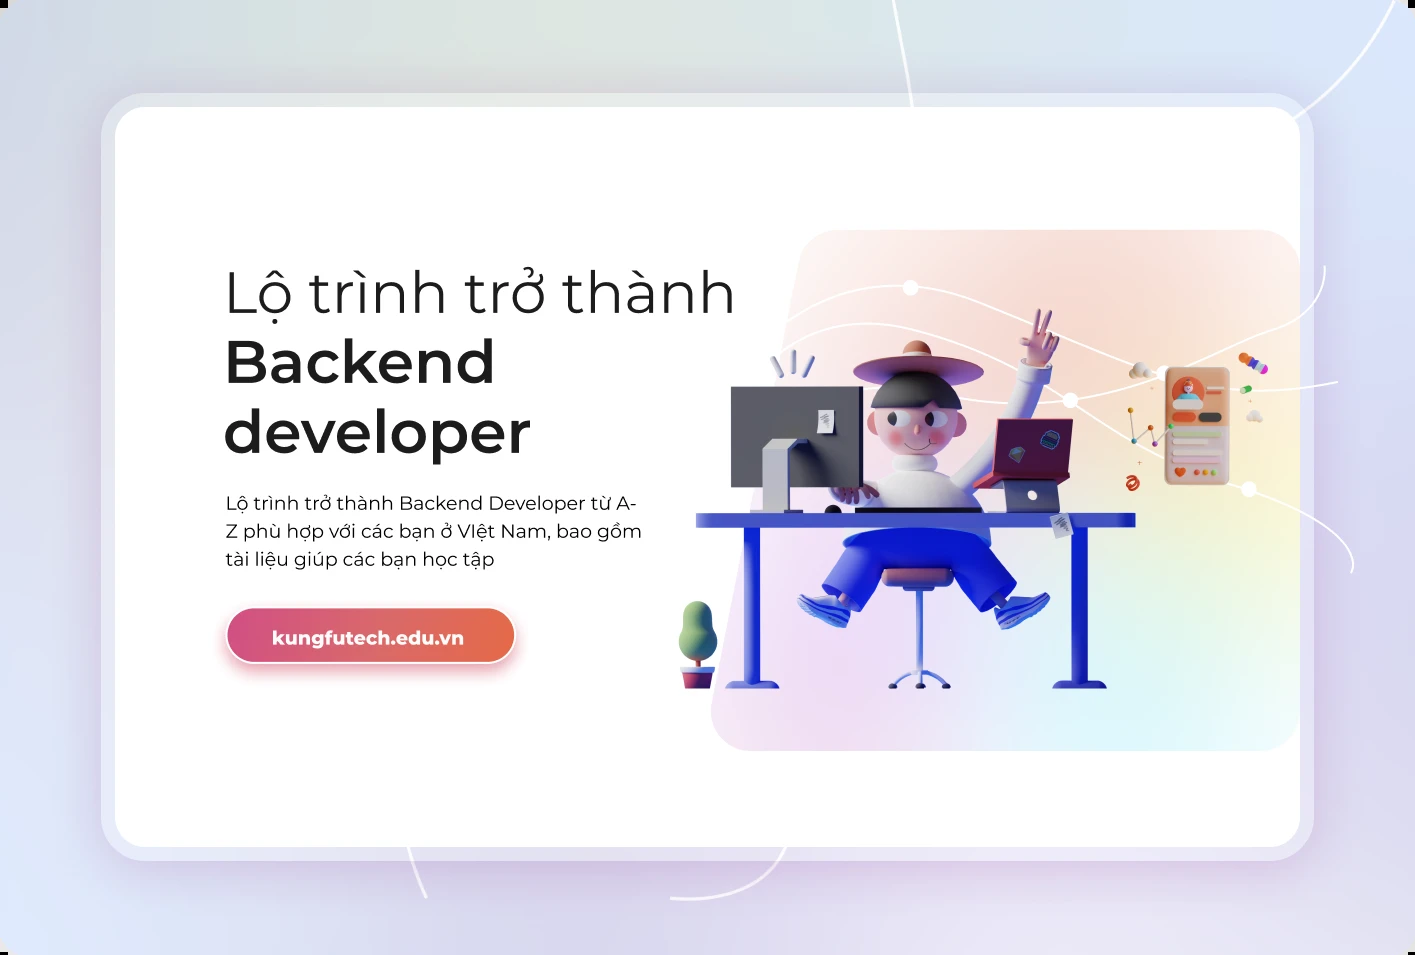 Lộ trình trở thành
Backend
developer
Lộ trình trở thành Backend Developer từ A-
Z phù hợp với các bạn ở VIệt Nam, bao gồm
tài liệu giúp các bạn học tập
kungfutech.edu.vn